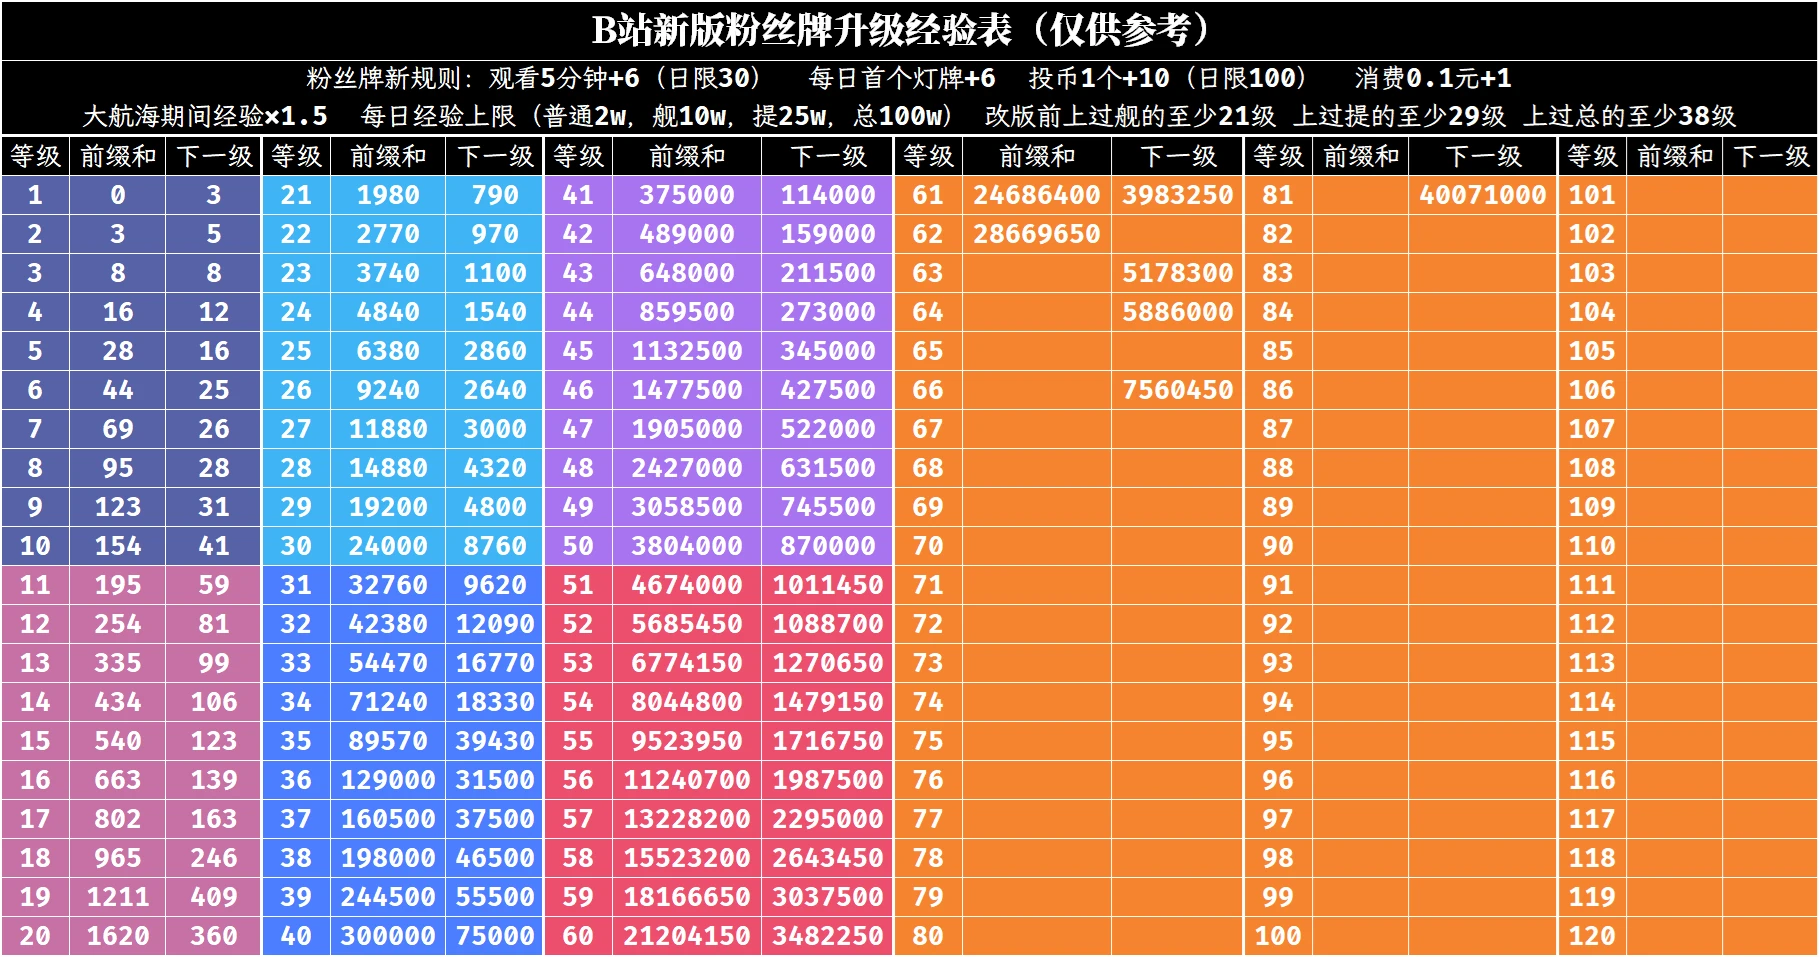 B站新版粉丝牌升级经验表（仅供参考）
粉丝牌新规则：观看5分钟+6（日限30） 每日首个灯牌+6 投币1个+10（日限100） 消费0.1元+1
大航海期间经验×1.5 每日经验上限（普通2w，舰10w，提25w，总100w） 改版前上过舰的至少21级 上过提的至少29级 上过总的至少38级
等级 前缀和 下一级 等级 前缀和 下一级 等级 前缀和 下一级 等级 前缀和 下一级 等级 前缀和 下一级 等级 前缀和 下一级
1 0 3 21 1980 790 41 375000 114000 61 24686400 3983250 81 40071000 101
2 3 5 22 2770 970 42 489000 159000 62 28669650 82 102
3 8 8 23 3740 1100 43 648000 211500 63 5178300 83 103
4 16 12 24 4840 1540 44 859500 273000 64 5886000 84 104
5 28 16 25 6380 2860 45 1132500 345000 65 85 105
6 44 25 26 9240 2640 46 1477500 427500 66 7560450 86 106
7 69 26 27 11880 3000 47 1905000 522000 67 87 107
8 95 28 28 14880 4320 48 2427000 631500 68 88 108
9 123 31 29 19200 4800 49 3058500 745500 69 89 109
10 154 41 30 24000 8760 50 3804000 870000 70 90 110
11 195 59 31 32760 9620 51 4674000 1011450 71 91 111
12 254 81 32 42380 12090 52 5685450 1088700 72 92 112
13 335 99 33 54470 16770 53 6774150 1270650 73 93 113
14 434 106 34 71240 18330 54 8044800 1479150 74 94 114
15 540 123 35 89570 39430 55 9523950 1716750 75 95 115
16 663 139 36 129000 31500 56 11240700 1987500 76 96 116
17 802 163 37 160500 37500 57 13228200 2295000 77 97 117
18 965 246 38 198000 46500 58 15523200 2643450 78 98 118
19 1211 409 39 244500 55500 59 18166650 3037500 79 99 119
20 1620 360 40 300000 75000 60 21204150 3482250 80 100 120